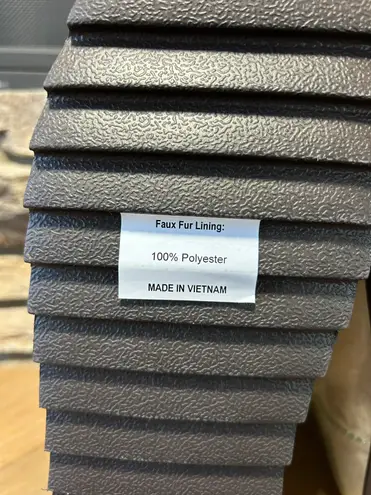 Faux Fur Lining:
100% Polyester
MADE IN VIETNAM